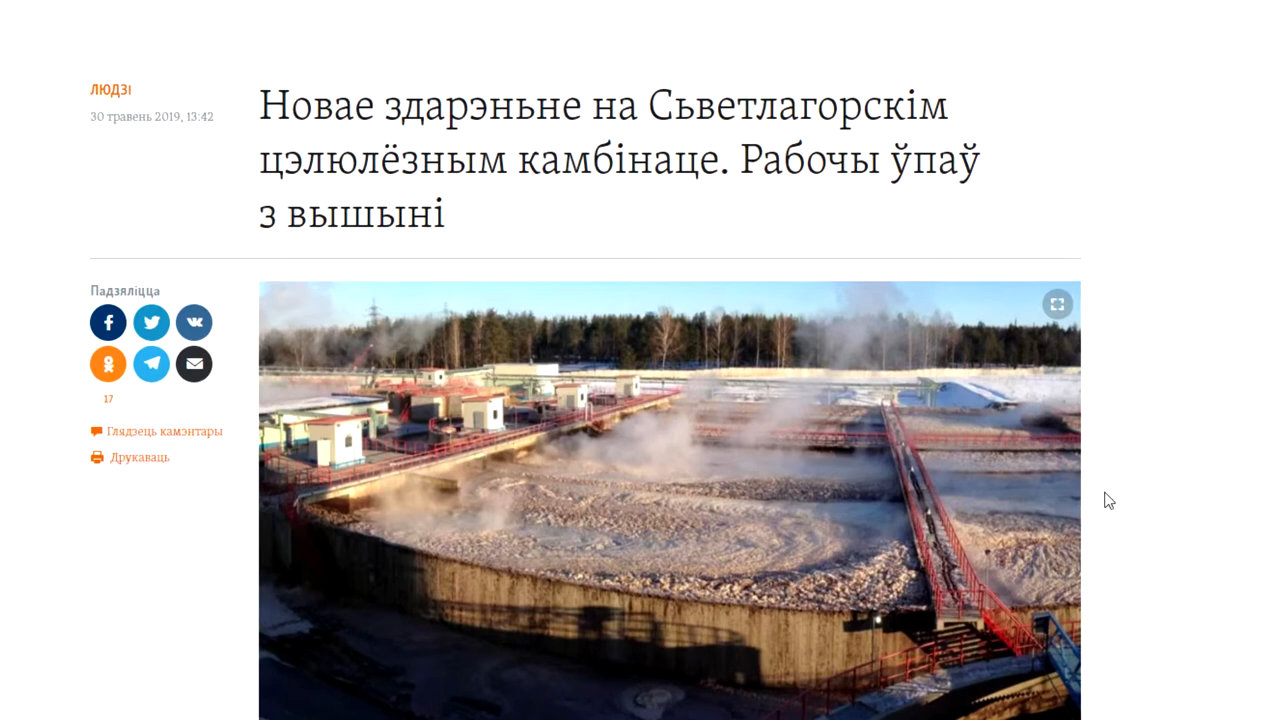 ЛЮДЗІ
30 травень 2019, 13:42
Новае здарэньне на Сьветлагорскім
цэлюлёзным камбінаце. Рабочы ўпаў
з вышыні
Падзяліцца
17
Глядзець камэнтары
Друкаваць